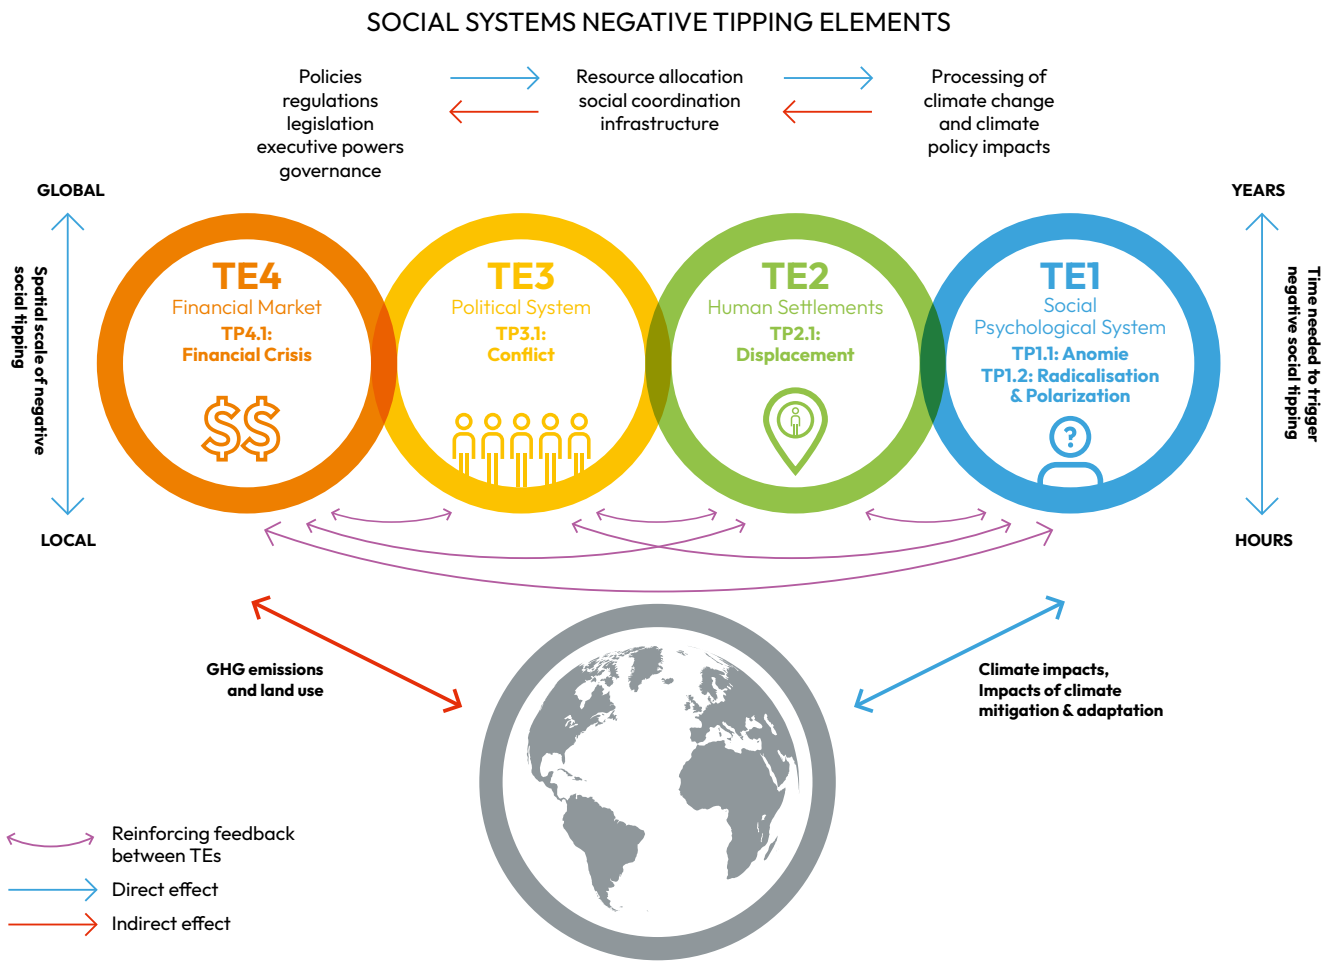 SOCIAL SYSTEMS NEGATIVE TIPPING ELEMENTS
Policies
regulations
legislation
executive powers
governance
Resource allocation
social coordination
infrastructure
Processing of
climate change
and climate
policy impacts
GLOBAL
Spatial scale of negative
social tipping
LOCAL
TE4
Financial Market
TP4.1:
Financial Crisis
$$
TE3
Political System
TP3.1:
Conflict
TE2
Human Settlements
TP2.1:
Displacement
TE1
Social
Psychological System
TP1.1: Anomie
TP1.2: Radicalisation
& Polarization
?
YEARS
Time needed to trigger
negative social tipping
HOURS
GHG emissions
and land use
Climate impacts,
Impacts of climate
mitigation & adaptation
Reinforcing feedback
between TEs
Direct effect
Indirect effect